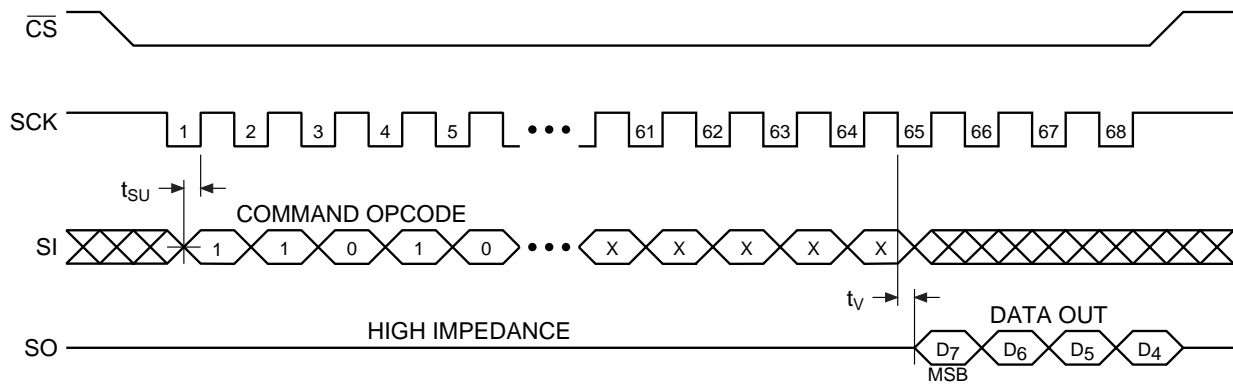 CS
SCK 1 2 3 4 5 ••• 61 62 63 64 65 66 67 68
tSU
COMMAND OPCODE
SI 1 1 0 1 0 ••• X X X X X
tV
HIGH IMPEDANCE DATA OUT
SO D7 D6 D5 D4
MSB